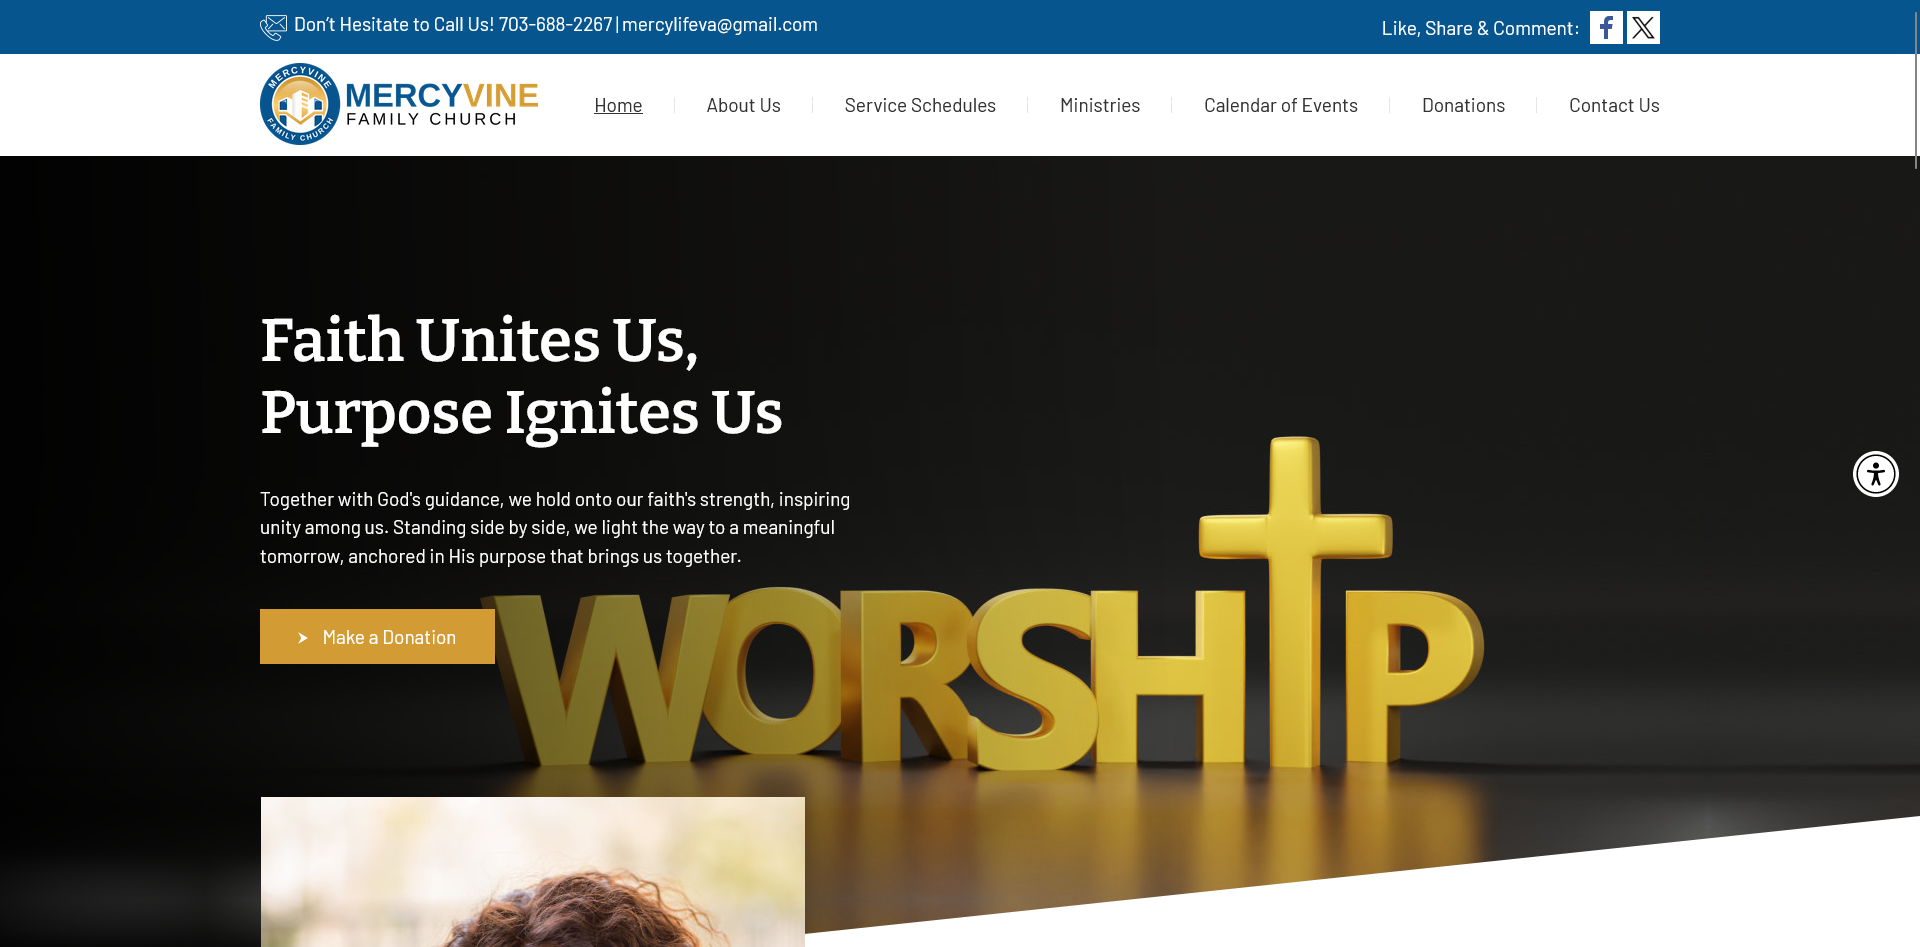 Don’t Hesitate to Call Us! 703-688-2267 | mercylifeva@gmail.com
Like, Share & Comment:
MERCYVINE
FAMILY CHURCH
MERCYVINE
FAMILY CHURCH
Home
About Us
Service Schedules
Ministries
Calendar of Events
Donations
Contact Us
Faith Unites Us,
Purpose Ignites Us
Together with God's guidance, we hold onto our faith's strength, inspiring
unity among us. Standing side by side, we light the way to a meaningful
tomorrow, anchored in His purpose that brings us together.
Make a Donation
WORSHIP